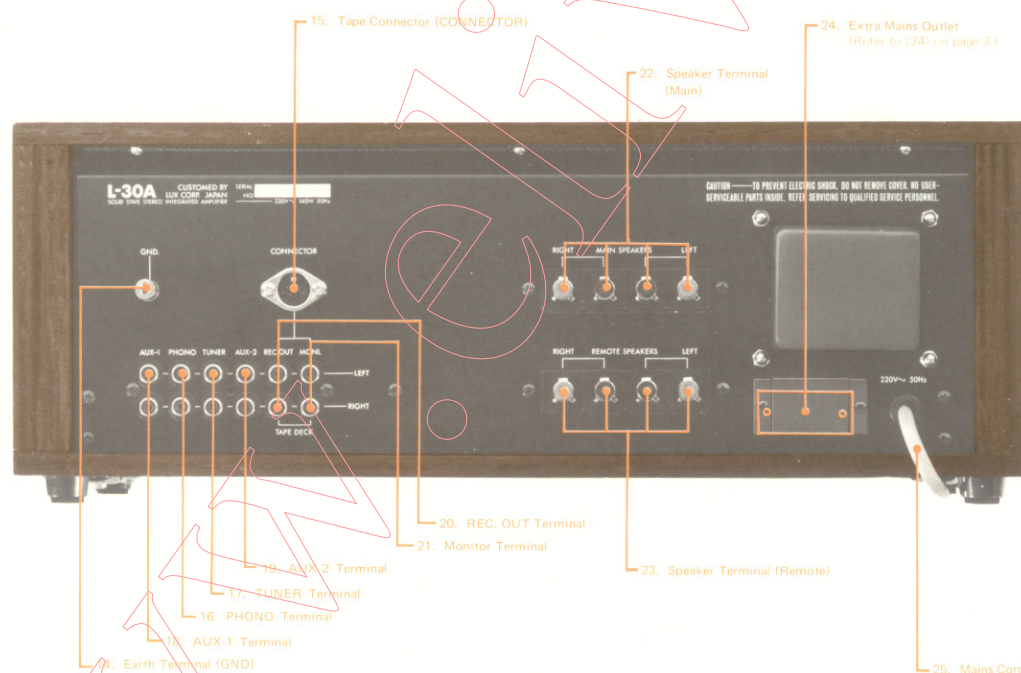 15. Tape Connector (CONNECTOR)
24. Extra Mains Outlet
(Refer to (24) on page 3.)
22. Speaker Terminal
(Main)
L-30A
CUSTOMED BY
LUX CORP. JAPAN
SOLID STATE STEREO INTEGRATED AMPLIFIER
SERIAL
NO.
220V~ 160W 50Hz
CAUTION — TO PREVENT ELECTRIC SHOCK, DO NOT REMOVE COVER. NO USER-
SERVICEABLE PARTS INSIDE. REFER SERVICING TO QUALIFIED SERVICE PERSONNEL.
GND.
CONNECTOR
RIGHT MAIN SPEAKERS LEFT
AUX-1 PHONO TUNER AUX-2 REC.OUT MONI.
LEFT
RIGHT
TAPE DECK
RIGHT REMOTE SPEAKERS LEFT
220V~ 50Hz
20. REC. OUT Terminal
21. Monitor Terminal
19. AUX-2 Terminal
23. Speaker Terminal (Remote)
17. TUNER Terminal
16. PHONO Terminal
18. AUX-1 Terminal
14. Earth Terminal (GND)
25. Mains Cord